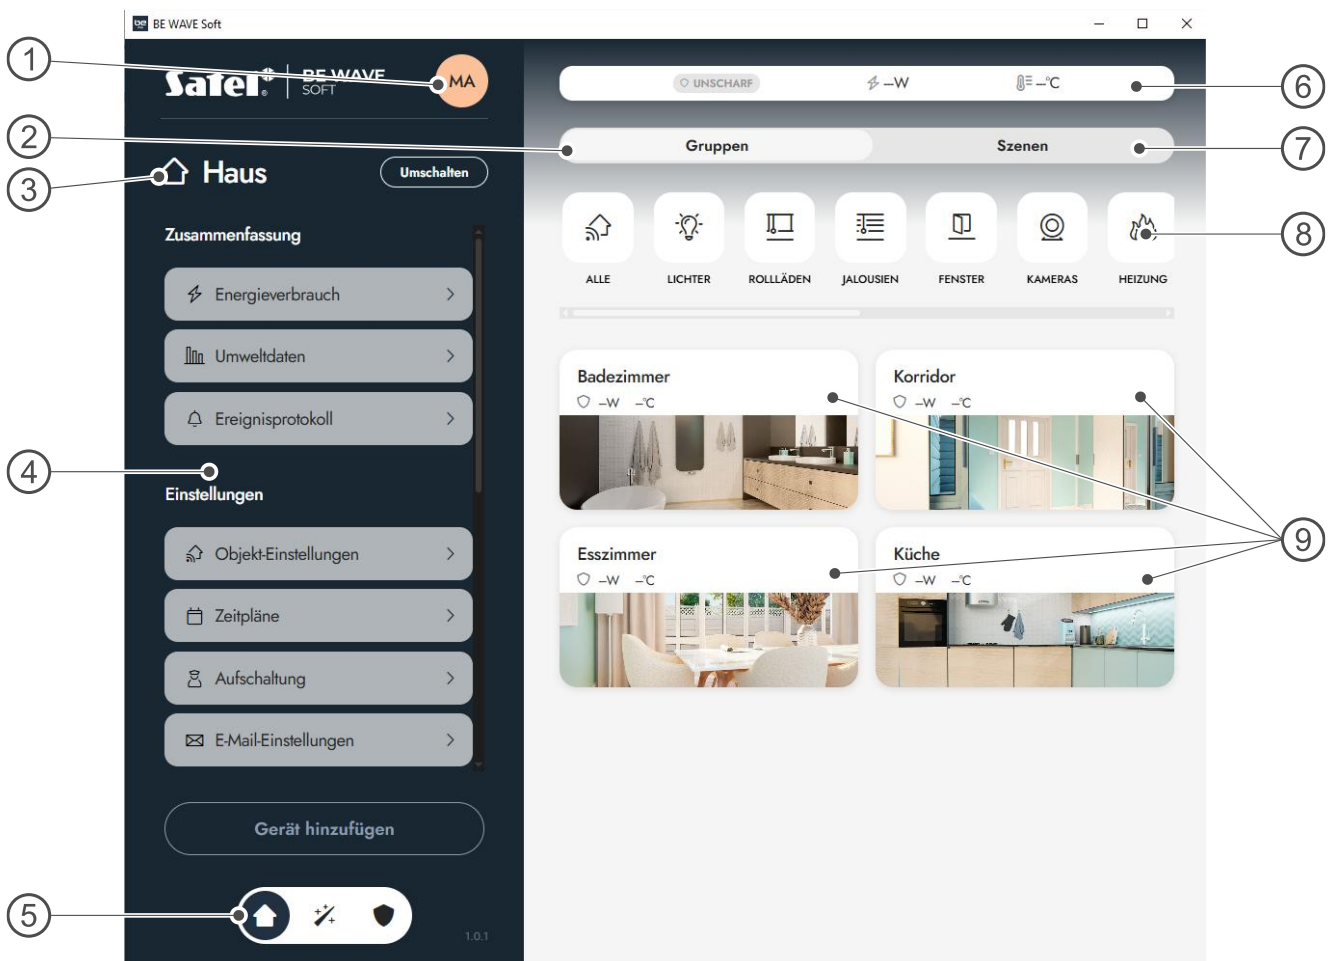 BE WAVE Soft
1
Satel® BE WAVE SOFT
MA
UNSCHARF –W –°C
6
2
Gruppen Szenen
7
3
Haus Umschalten
8
ALLE LICHTER ROLLLÄDEN JALOUSIEN FENSTER KAMERAS HEIZUNG
Zusammenfassung
Energieverbrauch
Umweltdaten
Ereignisprotokoll
4
Einstellungen
Objekt-Einstellungen
Zeitpläne
Aufschaltung
E-Mail-Einstellungen
Gerät hinzufügen
5
1.0.1
Badezimmer
–W –°C
Korridor
–W –°C
9
Esszimmer
–W –°C
Küche
–W –°C